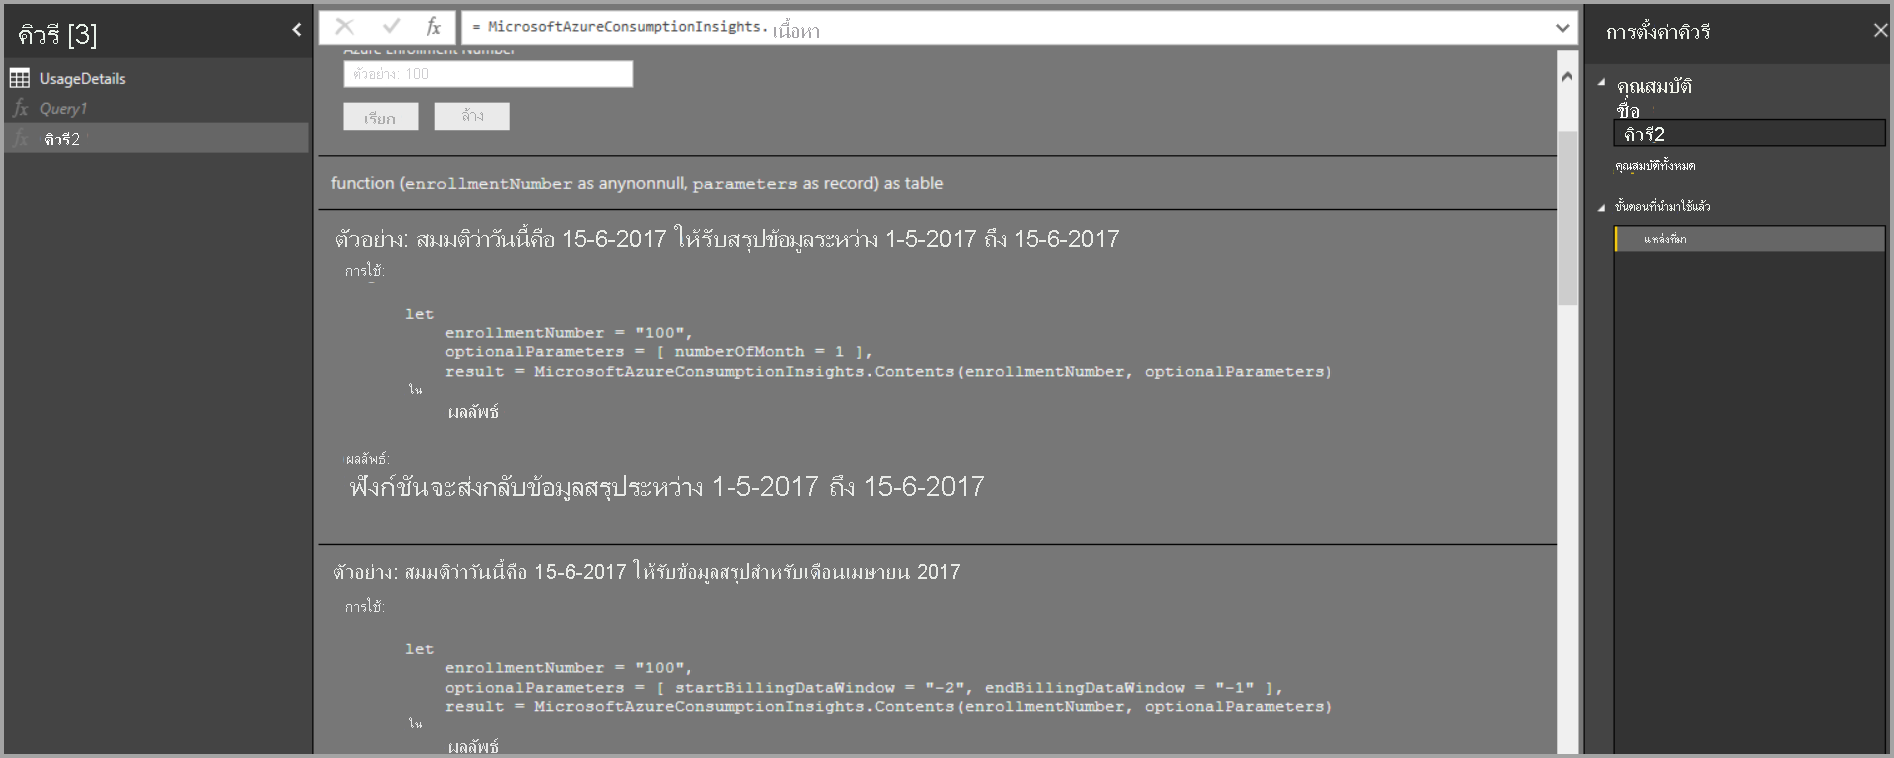 คิวรี [3]
UsageDetails
Query1
คิวรี2
= MicrosoftAzureConsumptionInsights. เนื้อหา
Azure Enrollment Number
ตัวอย่าง: 100
เรียก
ล้าง
function (enrollmentNumber as anynonnull, parameters as record) as table
ตัวอย่าง: สมมติว่าวันนี้คือ 15-6-2017 ให้รับสรุปข้อมูลระหว่าง 1-5-2017 ถึง 15-6-2017
การใช้:
let
enrollmentNumber = "100",
optionalParameters = [ numberOfMonth = 1 ],
result = MicrosoftAzureConsumptionInsights.Contents(enrollmentNumber, optionalParameters)
ใน
ผลลัพธ์
ผลลัพธ์:
ฟังก์ชันจะส่งกลับข้อมูลสรุประหว่าง 1-5-2017 ถึง 15-6-2017
ตัวอย่าง: สมมติว่าวันนี้คือ 15-6-2017 ให้รับข้อมูลสรุปสำหรับเดือนเมษายน 2017
การใช้:
let
enrollmentNumber = "100",
optionalParameters = [ startBillingDataWindow = "-2", endBillingDataWindow = "-1" ],
result = MicrosoftAzureConsumptionInsights.Contents(enrollmentNumber, optionalParameters)
ใน
ผลลัพธ์
การตั้งค่าคิวรี
คุณสมบัติ
ชื่อ
คิวรี2
คุณสมบัติทั้งหมด
ขั้นตอนที่นำมาใช้แล้ว
แหล่งที่มา